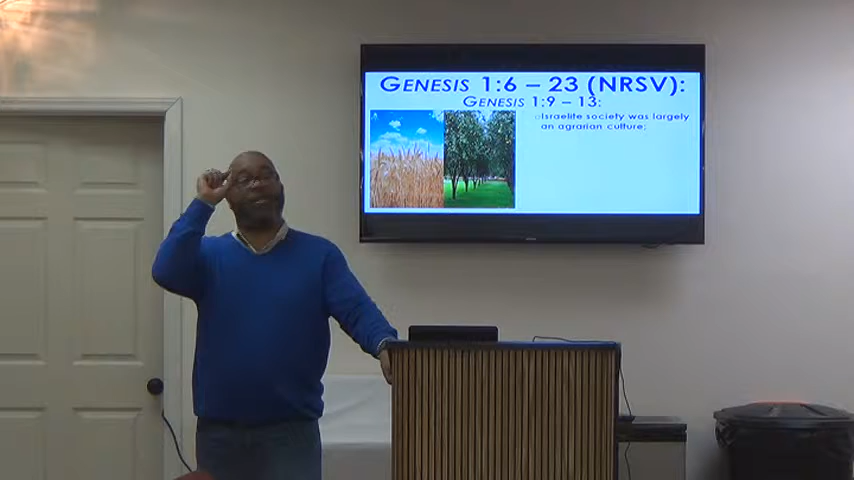 GENESIS 1:6 – 23 (NRSV):
GENESIS 1:9 – 13:
Israelite society was largely
an agrarian culture;